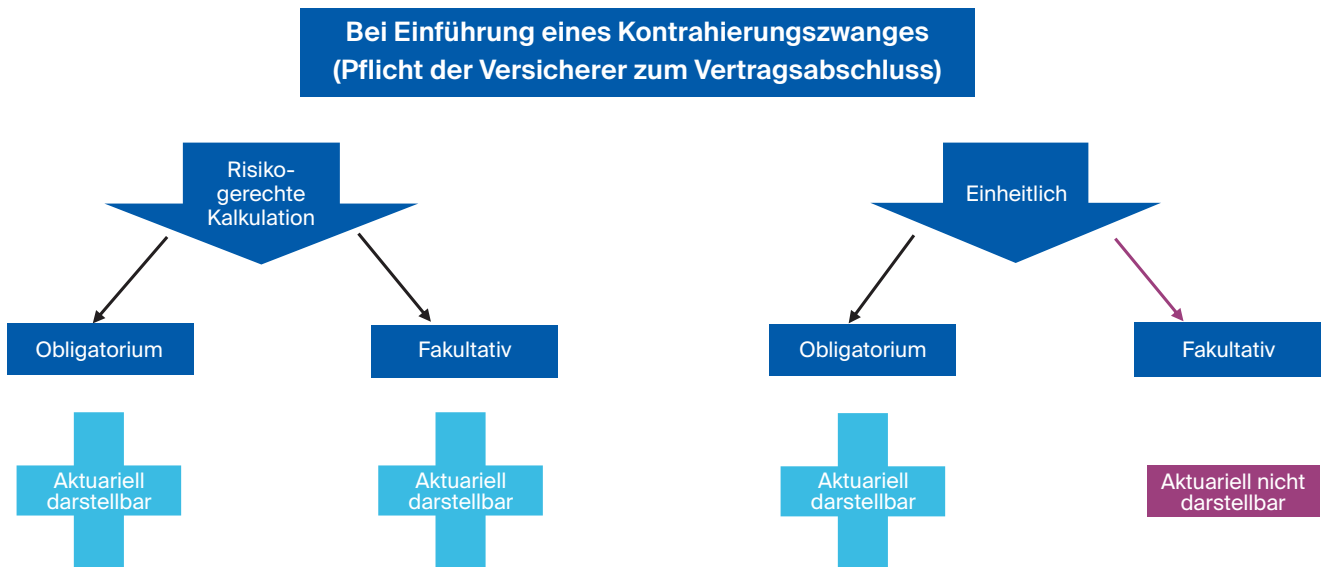 Bei Einführung eines Kontrahierungszwanges
(Pflicht der Versicherer zum Vertragsabschluss)
Risiko-
gerechte
Kalkulation
Einheitlich
Obligatorium
Fakultativ
Obligatorium
Fakultativ
Aktuariell
darstellbar
Aktuariell
darstellbar
Aktuariell
darstellbar
Aktuariell nicht
darstellbar